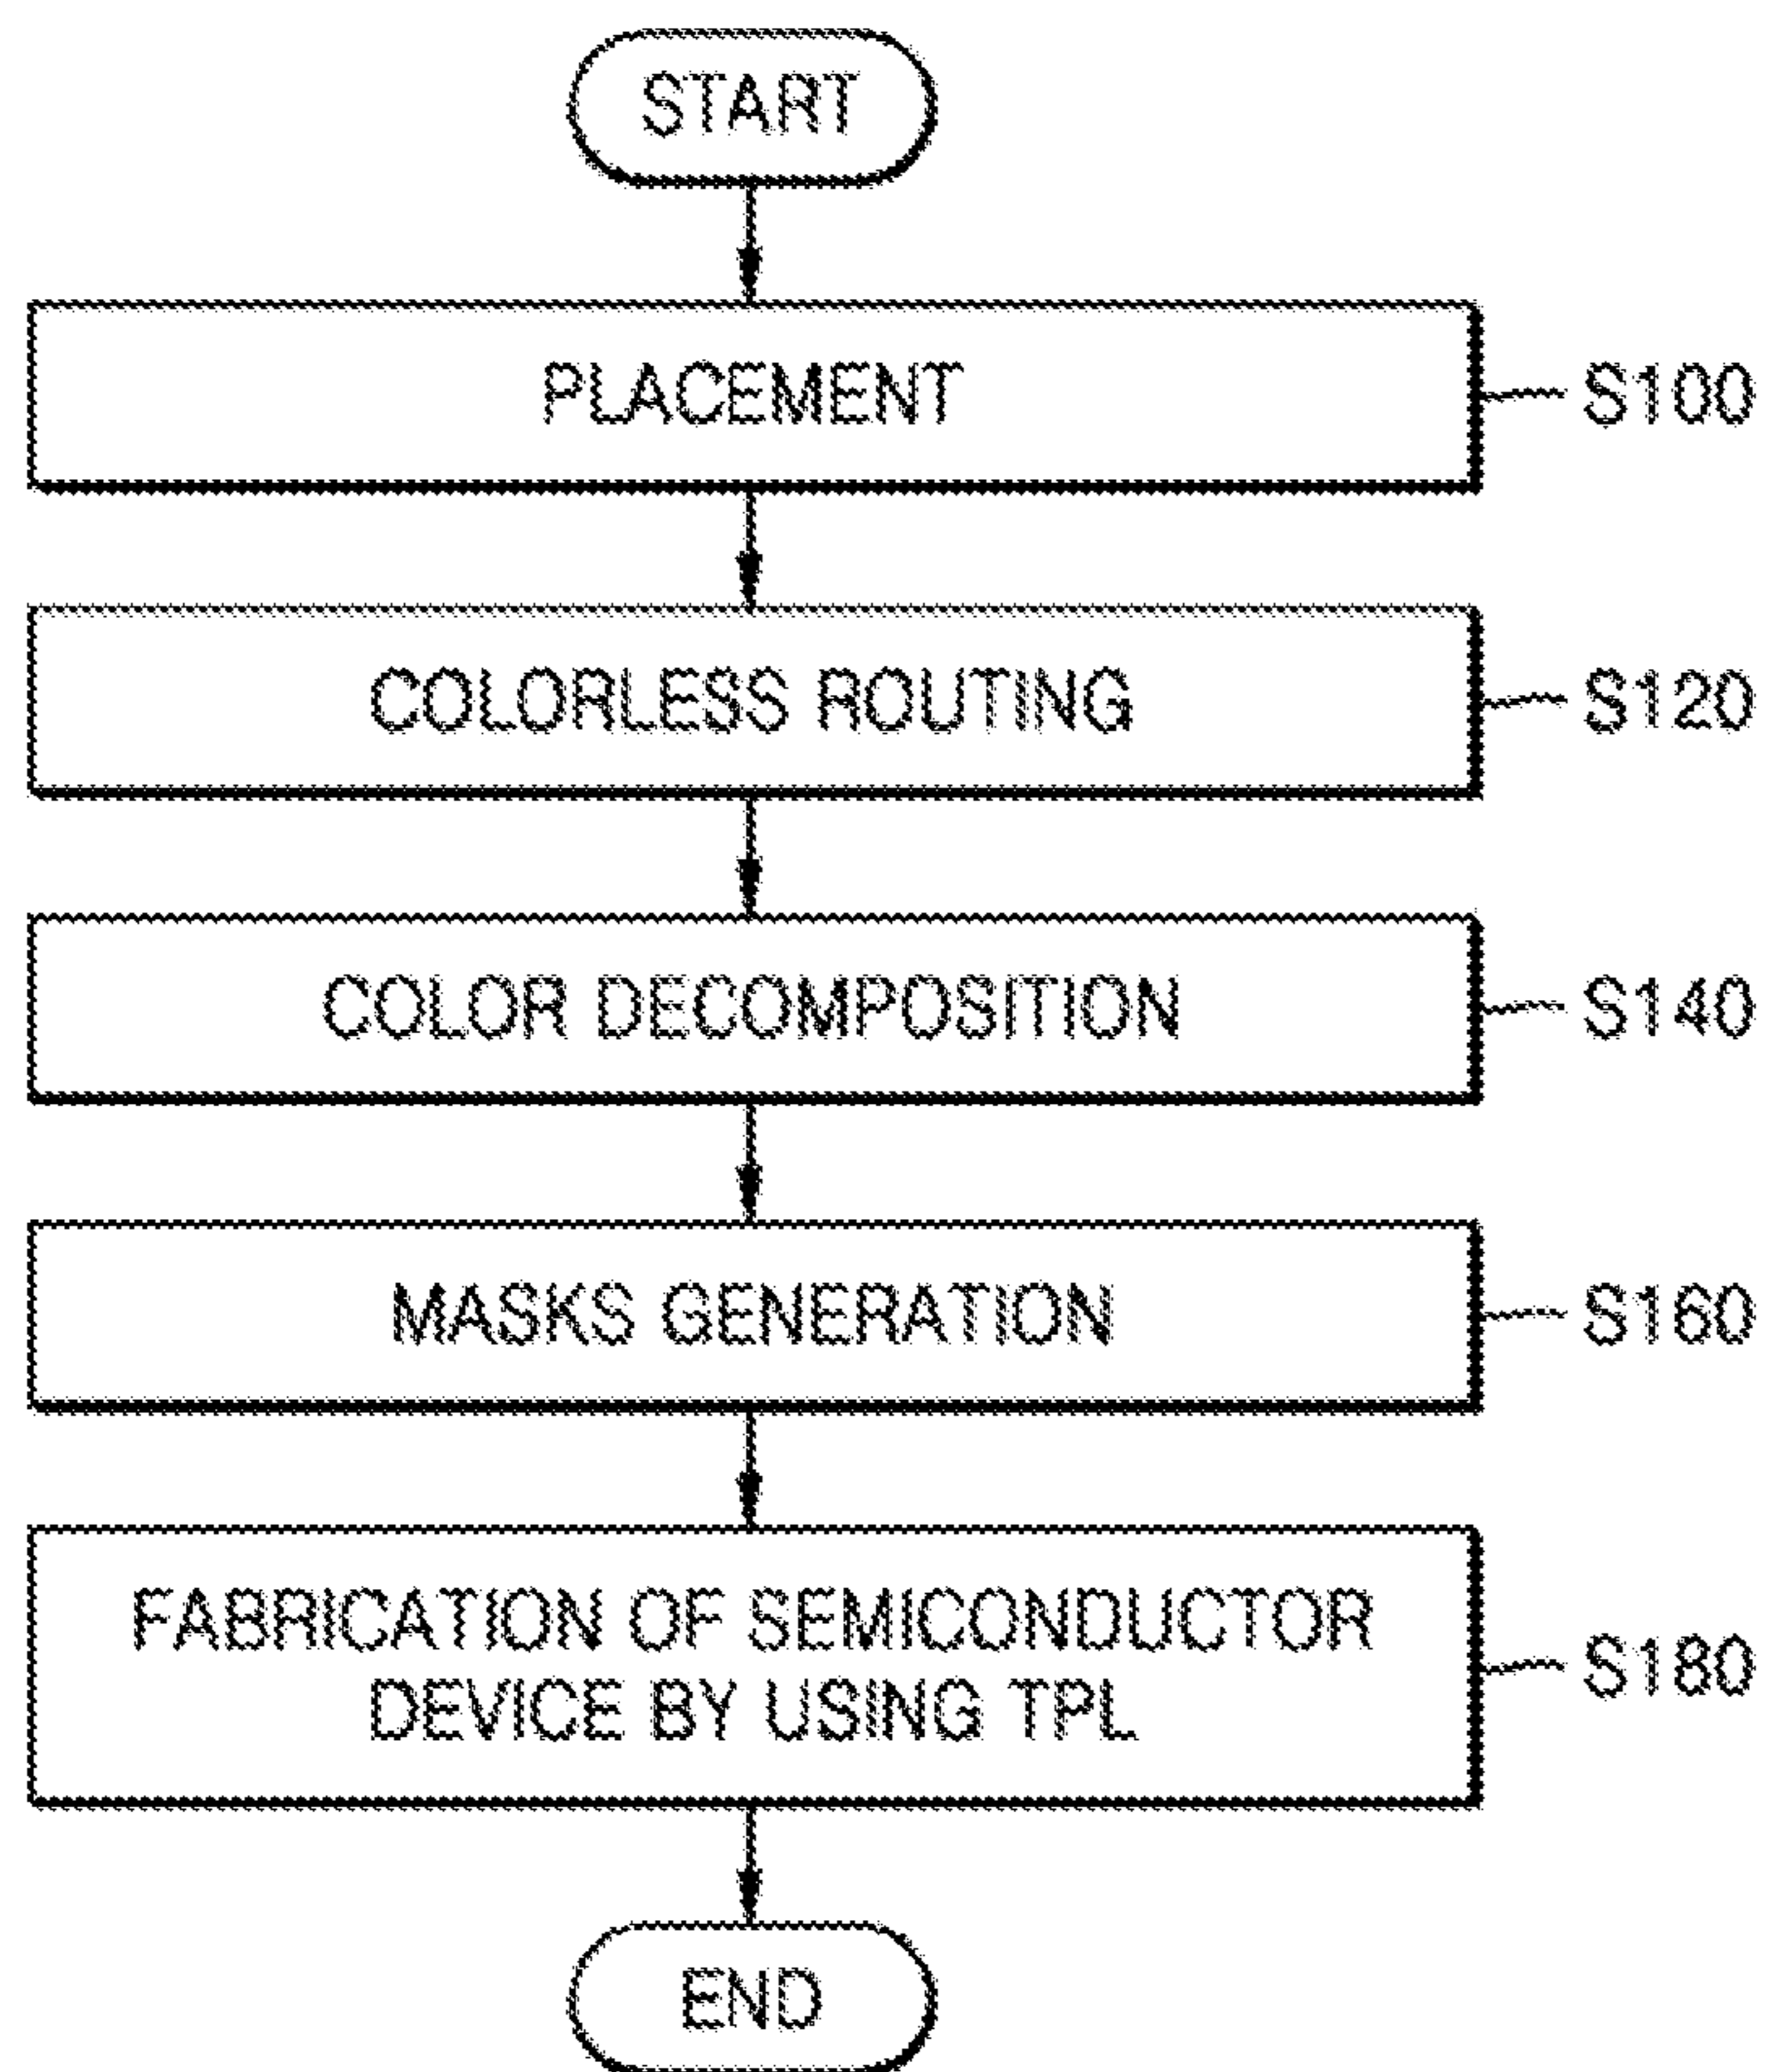 START
PLACEMENT
S100
COLORLESS ROUTING
S120
COLOR DECOMPOSITION
S140
MASKS GENERATION
S160
FABRICATION OF SEMICONDUCTOR
DEVICE BY USING TPL
S180
END